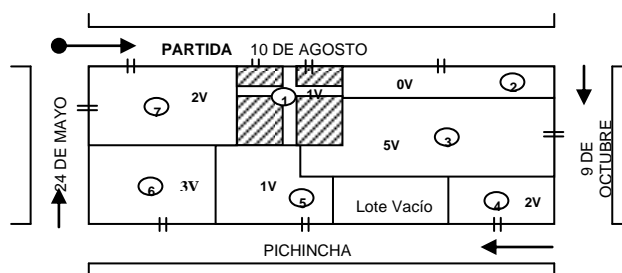 PARTIDA 10 DE AGOSTO
24 DE MAYO
9 DE OCTUBRE
2V
7
1
1V
0V
2
5V
3
6
3V
1V
5
Lote Vacío
4
2V
PICHINCHA